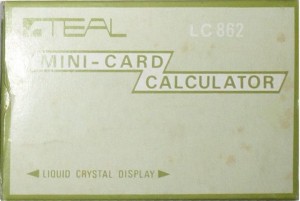 TEAL LC 862
MINI-CARD
CALCULATOR
◄ LIQUID CRYSTAL DISPLAY ►